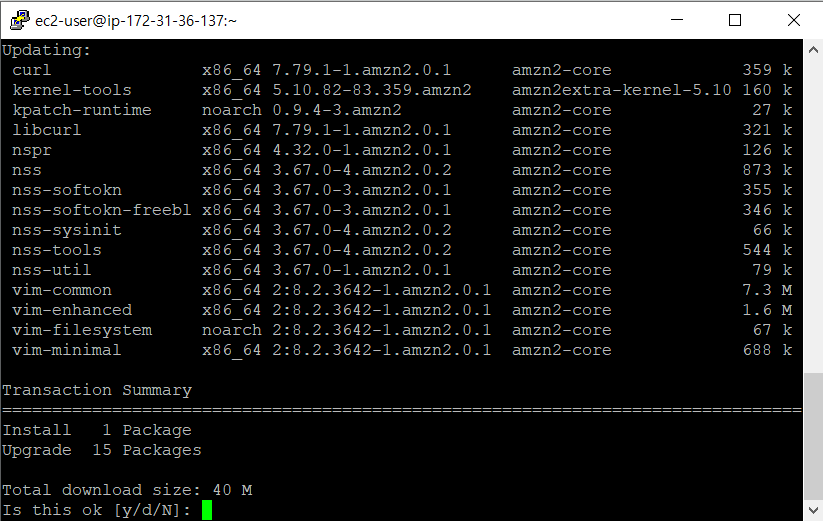 ec2-user@ip-172-31-36-137:~
Updating:
curl x86_64 7.79.1-1.amzn2.0.1 amzn2-core 359 k
kernel-tools x86_64 5.10.82-83.359.amzn2 amzn2extra-kernel-5.10 160 k
kpatch-runtime noarch 0.9.4-3.amzn2 amzn2-core 27 k
libcurl x86_64 7.79.1-1.amzn2.0.1 amzn2-core 321 k
nspr x86_64 4.32.0-1.amzn2.0.1 amzn2-core 126 k
nss x86_64 3.67.0-4.amzn2.0.2 amzn2-core 873 k
nss-softokn x86_64 3.67.0-3.amzn2.0.1 amzn2-core 355 k
nss-softokn-freebl x86_64 3.67.0-3.amzn2.0.1 amzn2-core 346 k
nss-sysinit x86_64 3.67.0-4.amzn2.0.2 amzn2-core 66 k
nss-tools x86_64 3.67.0-4.amzn2.0.2 amzn2-core 544 k
nss-util x86_64 3.67.0-1.amzn2.0.1 amzn2-core 79 k
vim-common x86_64 2:8.2.3642-1.amzn2.0.1 amzn2-core 7.3 M
vim-enhanced x86_64 2:8.2.3642-1.amzn2.0.1 amzn2-core 1.6 M
vim-filesystem noarch 2:8.2.3642-1.amzn2.0.1 amzn2-core 67 k
vim-minimal x86_64 2:8.2.3642-1.amzn2.0.1 amzn2-core 688 k
Transaction Summary
================================================================================
Install 1 Package
Upgrade 15 Packages
Total download size: 40 M
Is this ok [y/d/N]: